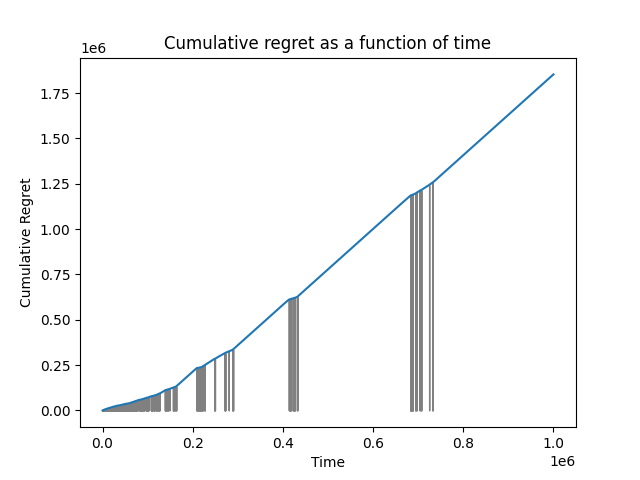 Cumulative regret as a function of time
1e6
1.75
1.50
1.25
1.00
0.75
0.50
0.25
0.00
Cumulative Regret
0.0 0.2 0.4 0.6 0.8 1.0
Time
1e6